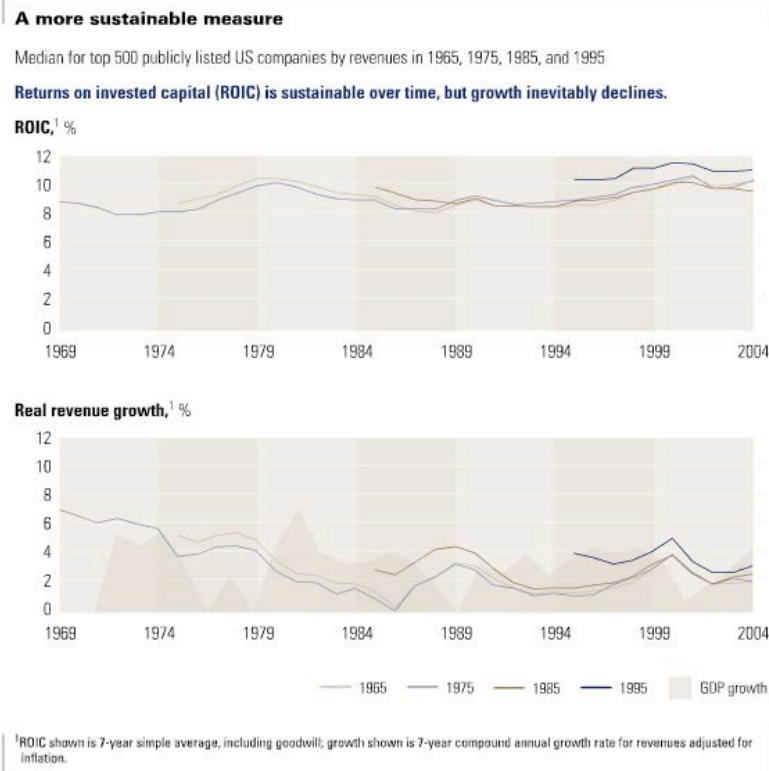 A more sustainable measure
Median for top 500 publicly listed US companies by revenues in 1965, 1975, 1985, and 1995
Returns on invested capital (ROIC) is sustainable over time, but growth inevitably declines.
ROIC,¹ %
12
10
8
6
4
2
0
1969 1974 1979 1984 1989 1994 1999 2004
Real revenue growth,¹ %
12
10
8
6
4
2
0
1969 1974 1979 1984 1989 1994 1999 2004
1965 1975 1985 1995 GDP growth
¹ROIC shown is 7-year simple average, including goodwill; growth shown is 7-year compound annual growth rate for revenues adjusted for
inflation.